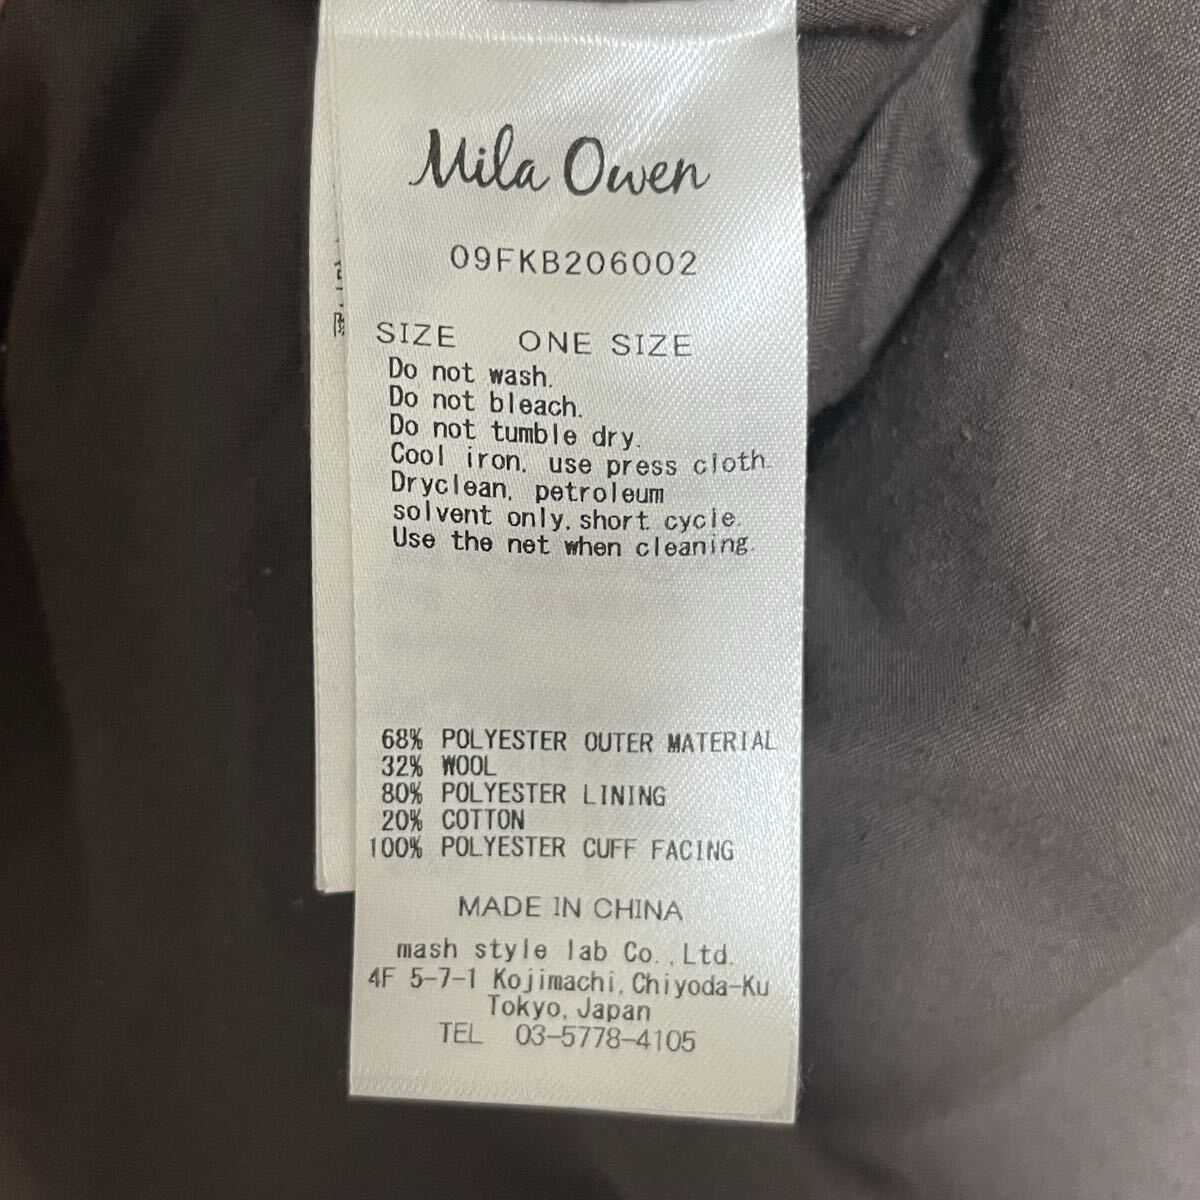 Mila Owen
09FKB206002
SIZE ONE SIZE
Do not wash.
Do not bleach.
Do not tumble dry.
Cool iron, use press cloth.
Dryclean, petroleum
solvent only, short cycle.
Use the net when cleaning.
68% POLYESTER OUTER MATERIAL
32% WOOL
80% POLYESTER LINING
20% COTTON
100% POLYESTER CUFF FACING
MADE IN CHINA
mash style lab Co.,Ltd.
4F 5-7-1 Kojimachi, Chiyoda-Ku
Tokyo, Japan
TEL 03-5778-4105